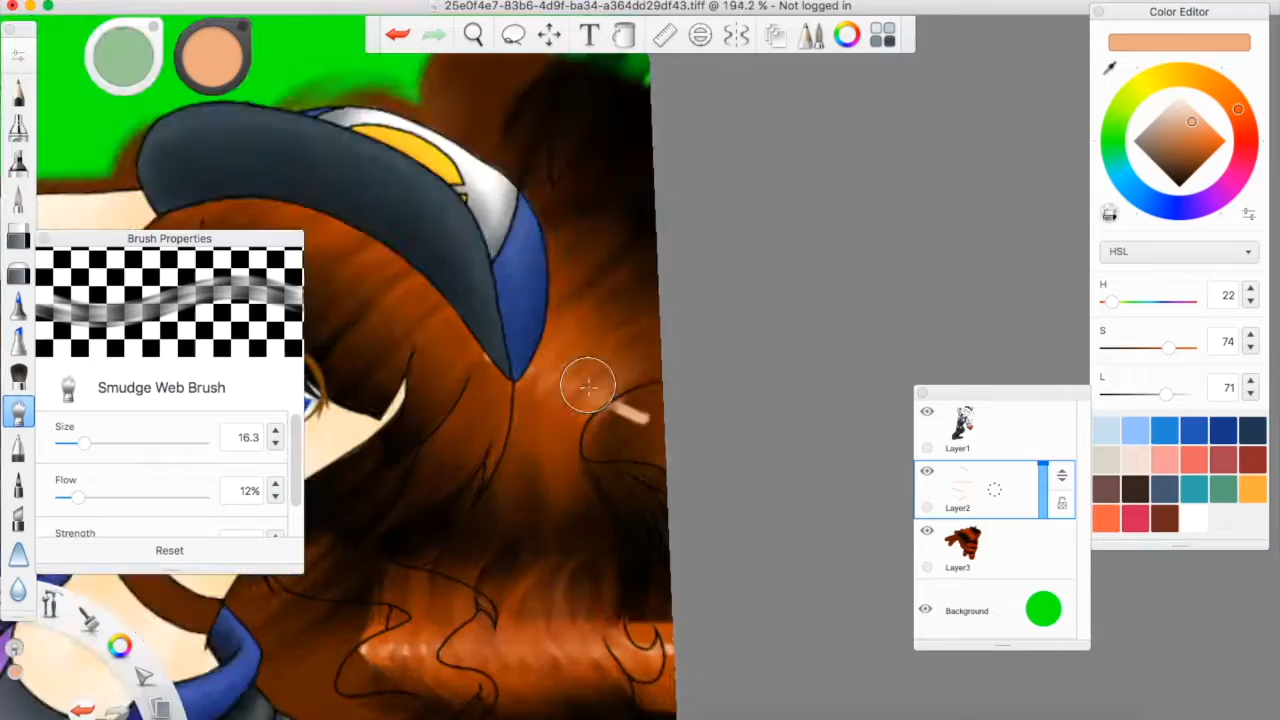 25e0f4e7-83b6-4d9f-ba34-a364dd29df43.tiff @ 194.2 % - Not logged in
Color Editor
T
HSL
H
22
S
74
L
71
Brush Properties
Smudge Web Brush
Size
16.3
Flow
12%
Strength
Reset
Layer1
Layer2
Layer3
Background